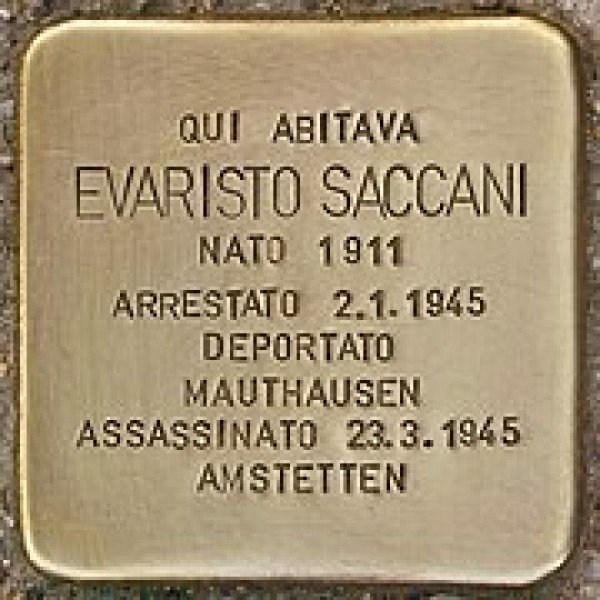 QUI ABITAVA
EVARISTO SACCANI
NATO 1911
ARRESTATO 2.1.1945
DEPORTATO
MAUTHAUSEN
ASSASSINATO 23.3.1945
AMSTETTEN